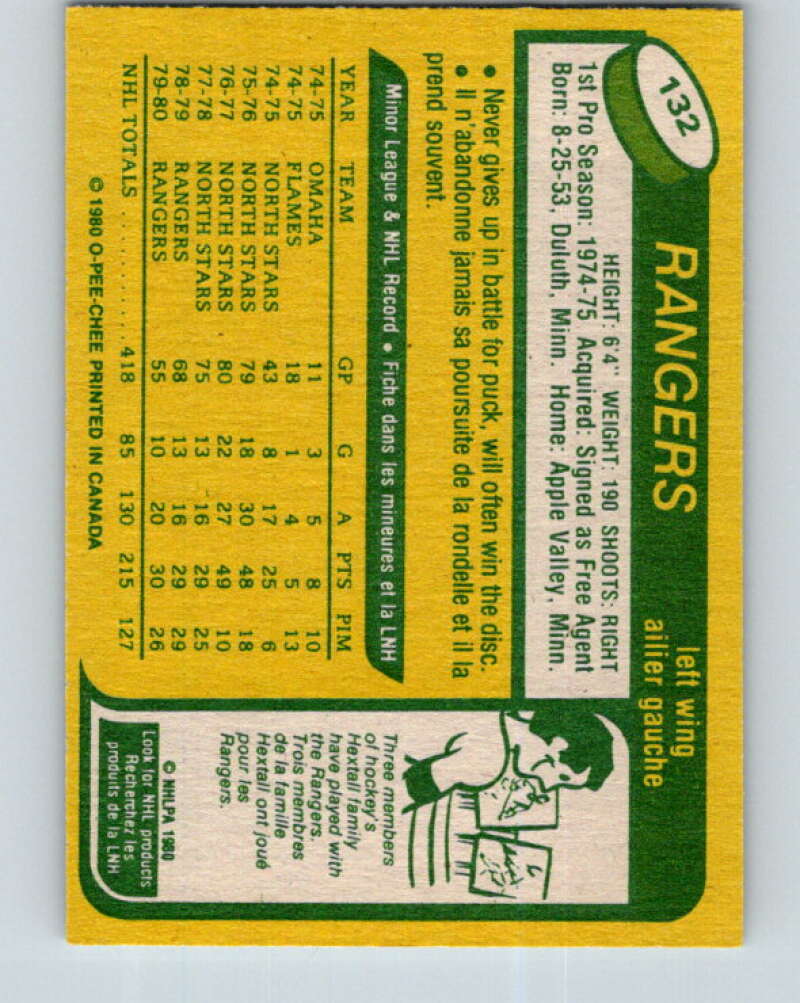 132
RANGERS
left wing
ailier gauche
HEIGHT: 6'4" WEIGHT: 190 SHOOTS: RIGHT
1st Pro Season: 1974-75 Acquired: Signed as Free Agent
Born: 8-25-53, Duluth, Minn. Home: Apple Valley, Minn.
• Never gives up in battle for puck, will often win the disc.
• Il n'abandonne jamais sa poursuite de la rondelle et il la
prend souvent.
Minor League & NHL Record • Fiche dans les mineures et la LNH
YEAR TEAM GP G A PTS PIM
74-75 OMAHA 11 3 5 8 10
74-75 FLAMES 18 1 4 5 13
74-75 NORTH STARS 43 8 17 25 6
75-76 NORTH STARS 79 18 30 48 18
76-77 NORTH STARS 80 22 27 49 10
77-78 NORTH STARS 75 13 16 29 25
78-79 RANGERS 68 13 16 29 29
79-80 RANGERS 55 10 20 30 26
NHL TOTALS .......... 418 85 130 215 127
© 1980 O-PEE-CHEE PRINTED IN CANADA
Three members
of hockey's
Hextall family
have played with
the Rangers.
Trois membres
de la famille
Hextall ont joué
pour les
Rangers.
© NHLPA 1980
Look for NHL products
Recherchez les
produits de la LNH